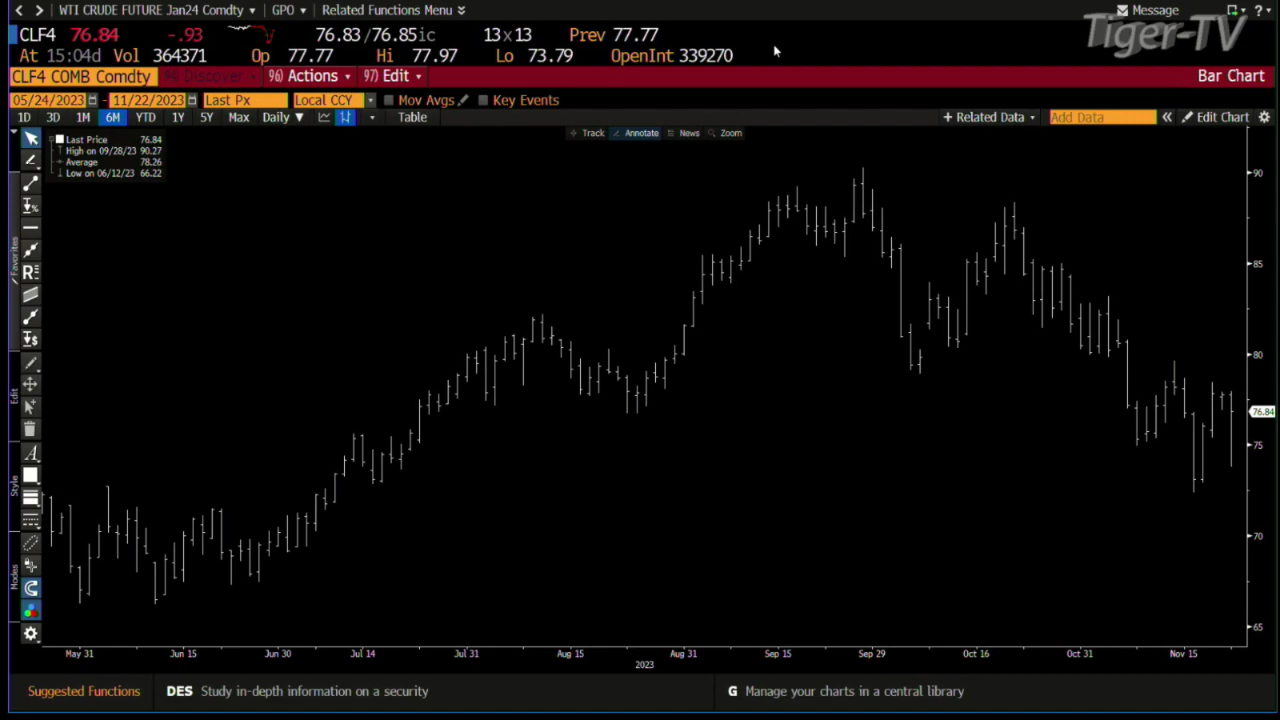 WTI CRUDE FUTURE Jan24 Comdty GPO Related Functions Menu Message ?
Tiger-TV
CLF4 76.84 -.93 76.83/76.85ic 13x13 Prev 77.77
At 15:04d Vol 364371 Op 77.77 Hi 77.97 Lo 73.79 OpenInt 339270
CLF4 COMB Comdty 94) Discover 96) Actions 97) Edit Bar Chart
05/24/2023 - 11/22/2023 Last Px Local CCY Mov Avgs Key Events
1D 3D 1M 6M YTD 1Y 5Y Max Daily ▼ Table + Related Data Add Data « Edit Chart
Track Annotate News Zoom
Last Price 76.84
High on 09/28/23 90.27
Average 78.26
Low on 06/12/23 66.22
Favorites
Edit
Style
Modes
90
85
80
76.84
75
70
65
May 31 Jun 15 Jun 30 Jul 14 Jul 31 Aug 15 Aug 31 Sep 15 Sep 29 Oct 16 Oct 31 Nov 15
2023
Suggested Functions DES Study in-depth information on a security G Manage your charts in a central library